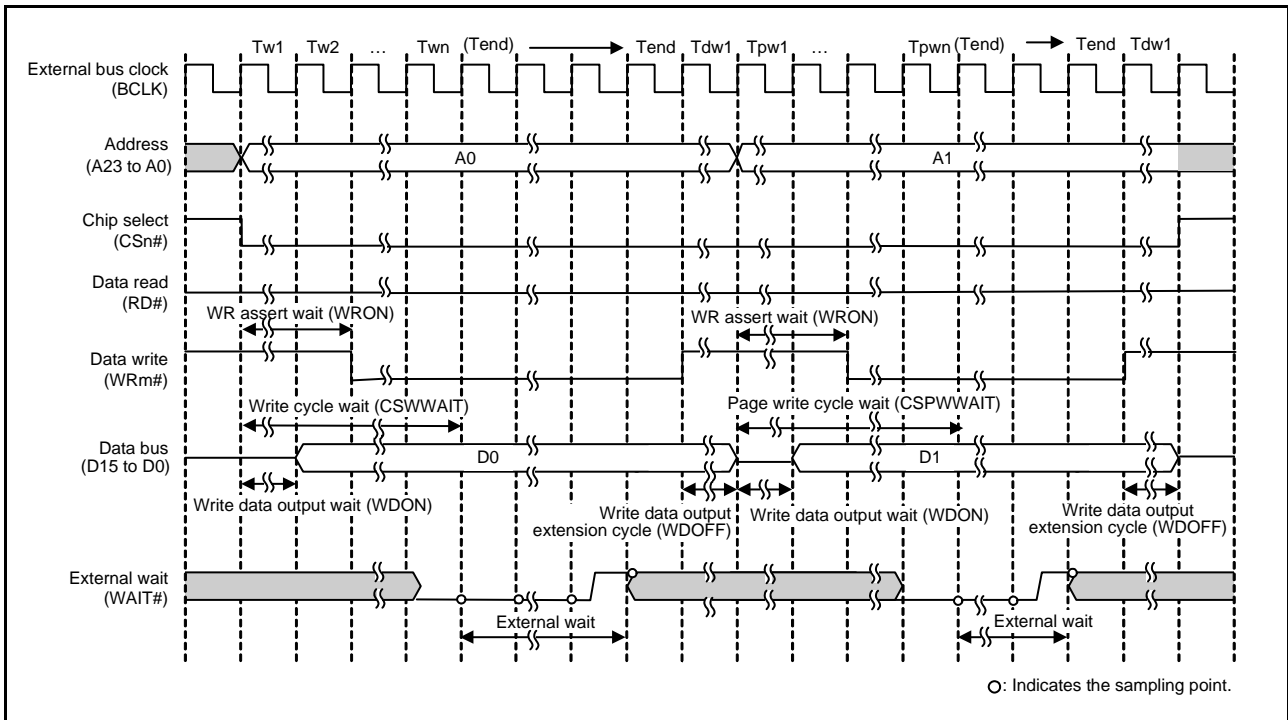 Tw1 Tw2 … Twn (Tend) Tend Tdw1 Tpw1 … Tpwn (Tend) Tend Tdw1
External bus clock
(BCLK)
Address
(A23 to A0)
A0 A1
Chip select
(CSn#)
Data read
(RD#)
WR assert wait (WRON) WR assert wait (WRON)
Data write
(WRm#)
Write cycle wait (CSWWAIT) Page write cycle wait (CSPWWAIT)
Data bus
(D15 to D0)
D0 D1
Write data output wait (WDON)
Write data output
extension cycle (WDOFF)
Write data output wait (WDON)
Write data output
extension cycle (WDOFF)
External wait
(WAIT#)
External wait External wait
: Indicates the sampling point.